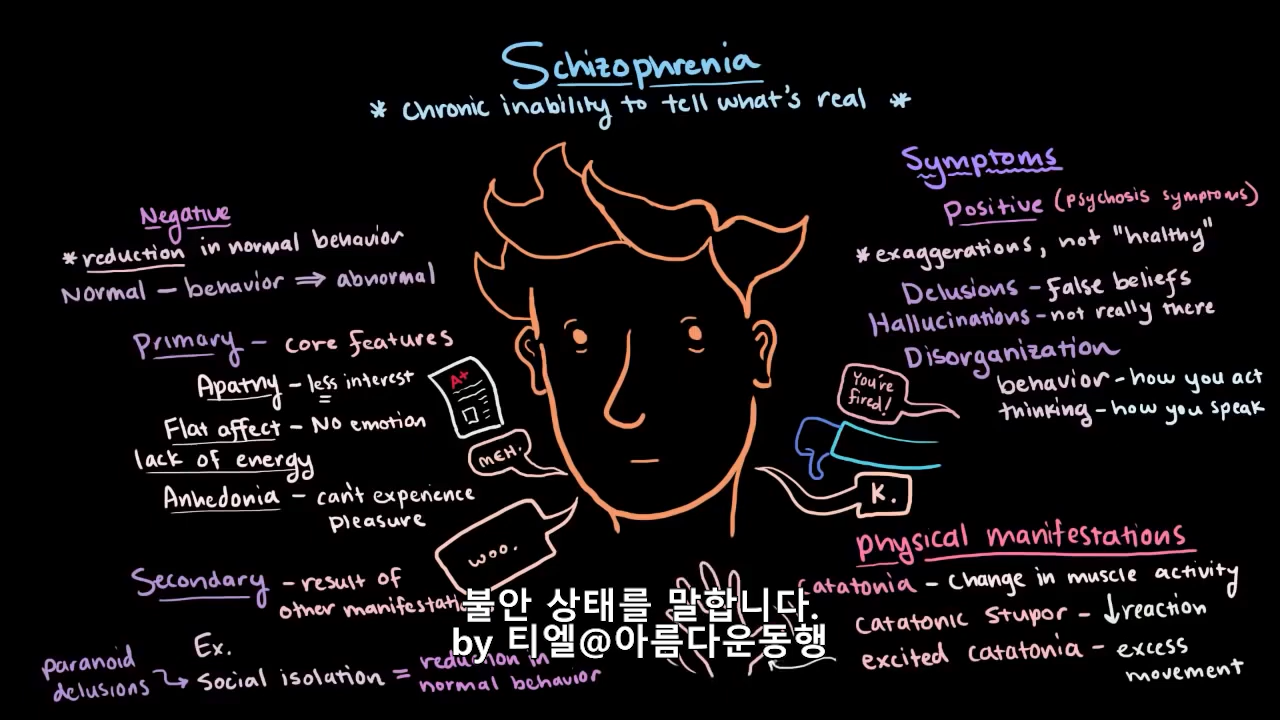 Schizophrenia
* chronic inability to tell what's real *
Negative
*reduction in normal behavior
Normal — behavior ⇒ abnormal
Primary — core features
Apathy — less interest
Flat affect — No emotion
lack of energy
Anhedonia — can't experience
pleasure
Secondary — result of
other manifestatio
Ex.
paranoid
delusions → Social isolation = reduction in
normal behavior
A+
MEH.
woo.
You're
fired!
K.
Symptoms
Positive (psychosis symptoms)
*exaggerations, not "healthy"
Delusions - False beliefs
Hallucinations - not really there
Disorganization
behavior - how you act
thinking - how you speak
physical manifestations
catatonia - change in muscle activity
catatonic stupor - ↓reaction
excited catatonia - excess
movement
불안 상태를 말합니다.
by 티엘@아름다운동행